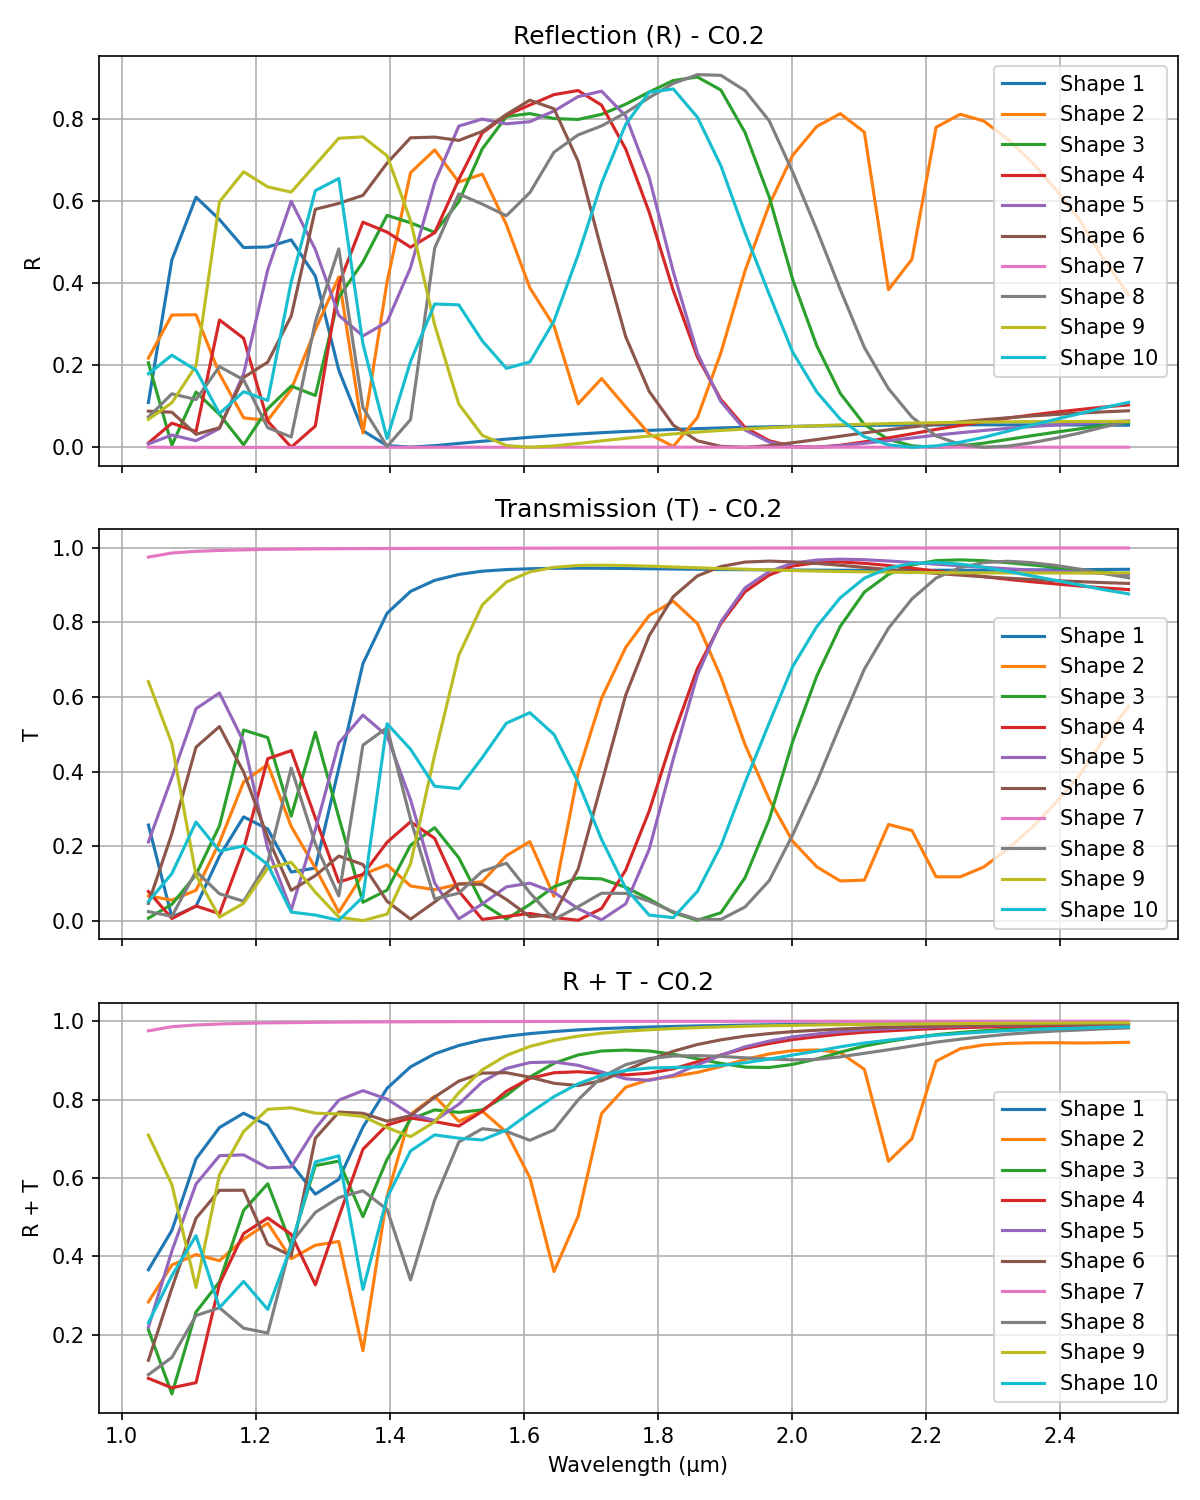 Reflection (R) - C0.2
R
0.8
0.6
0.4
0.2
0.0
Shape 1
Shape 2
Shape 3
Shape 4
Shape 5
Shape 6
Shape 7
Shape 8
Shape 9
Shape 10
Transmission (T) - C0.2
T
1.0
0.8
0.6
0.4
0.2
0.0
Shape 1
Shape 2
Shape 3
Shape 4
Shape 5
Shape 6
Shape 7
Shape 8
Shape 9
Shape 10
R + T - C0.2
R + T
1.0
0.8
0.6
0.4
0.2
Shape 1
Shape 2
Shape 3
Shape 4
Shape 5
Shape 6
Shape 7
Shape 8
Shape 9
Shape 10
1.0 1.2 1.4 1.6 1.8 2.0 2.2 2.4
Wavelength (μm)